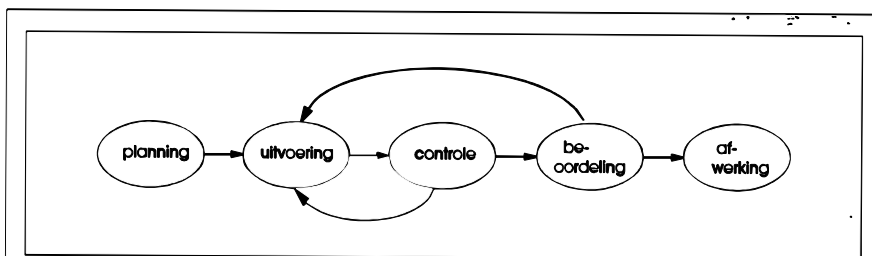 planning
uitvoering
controle
be-
oordeling
af-
werking